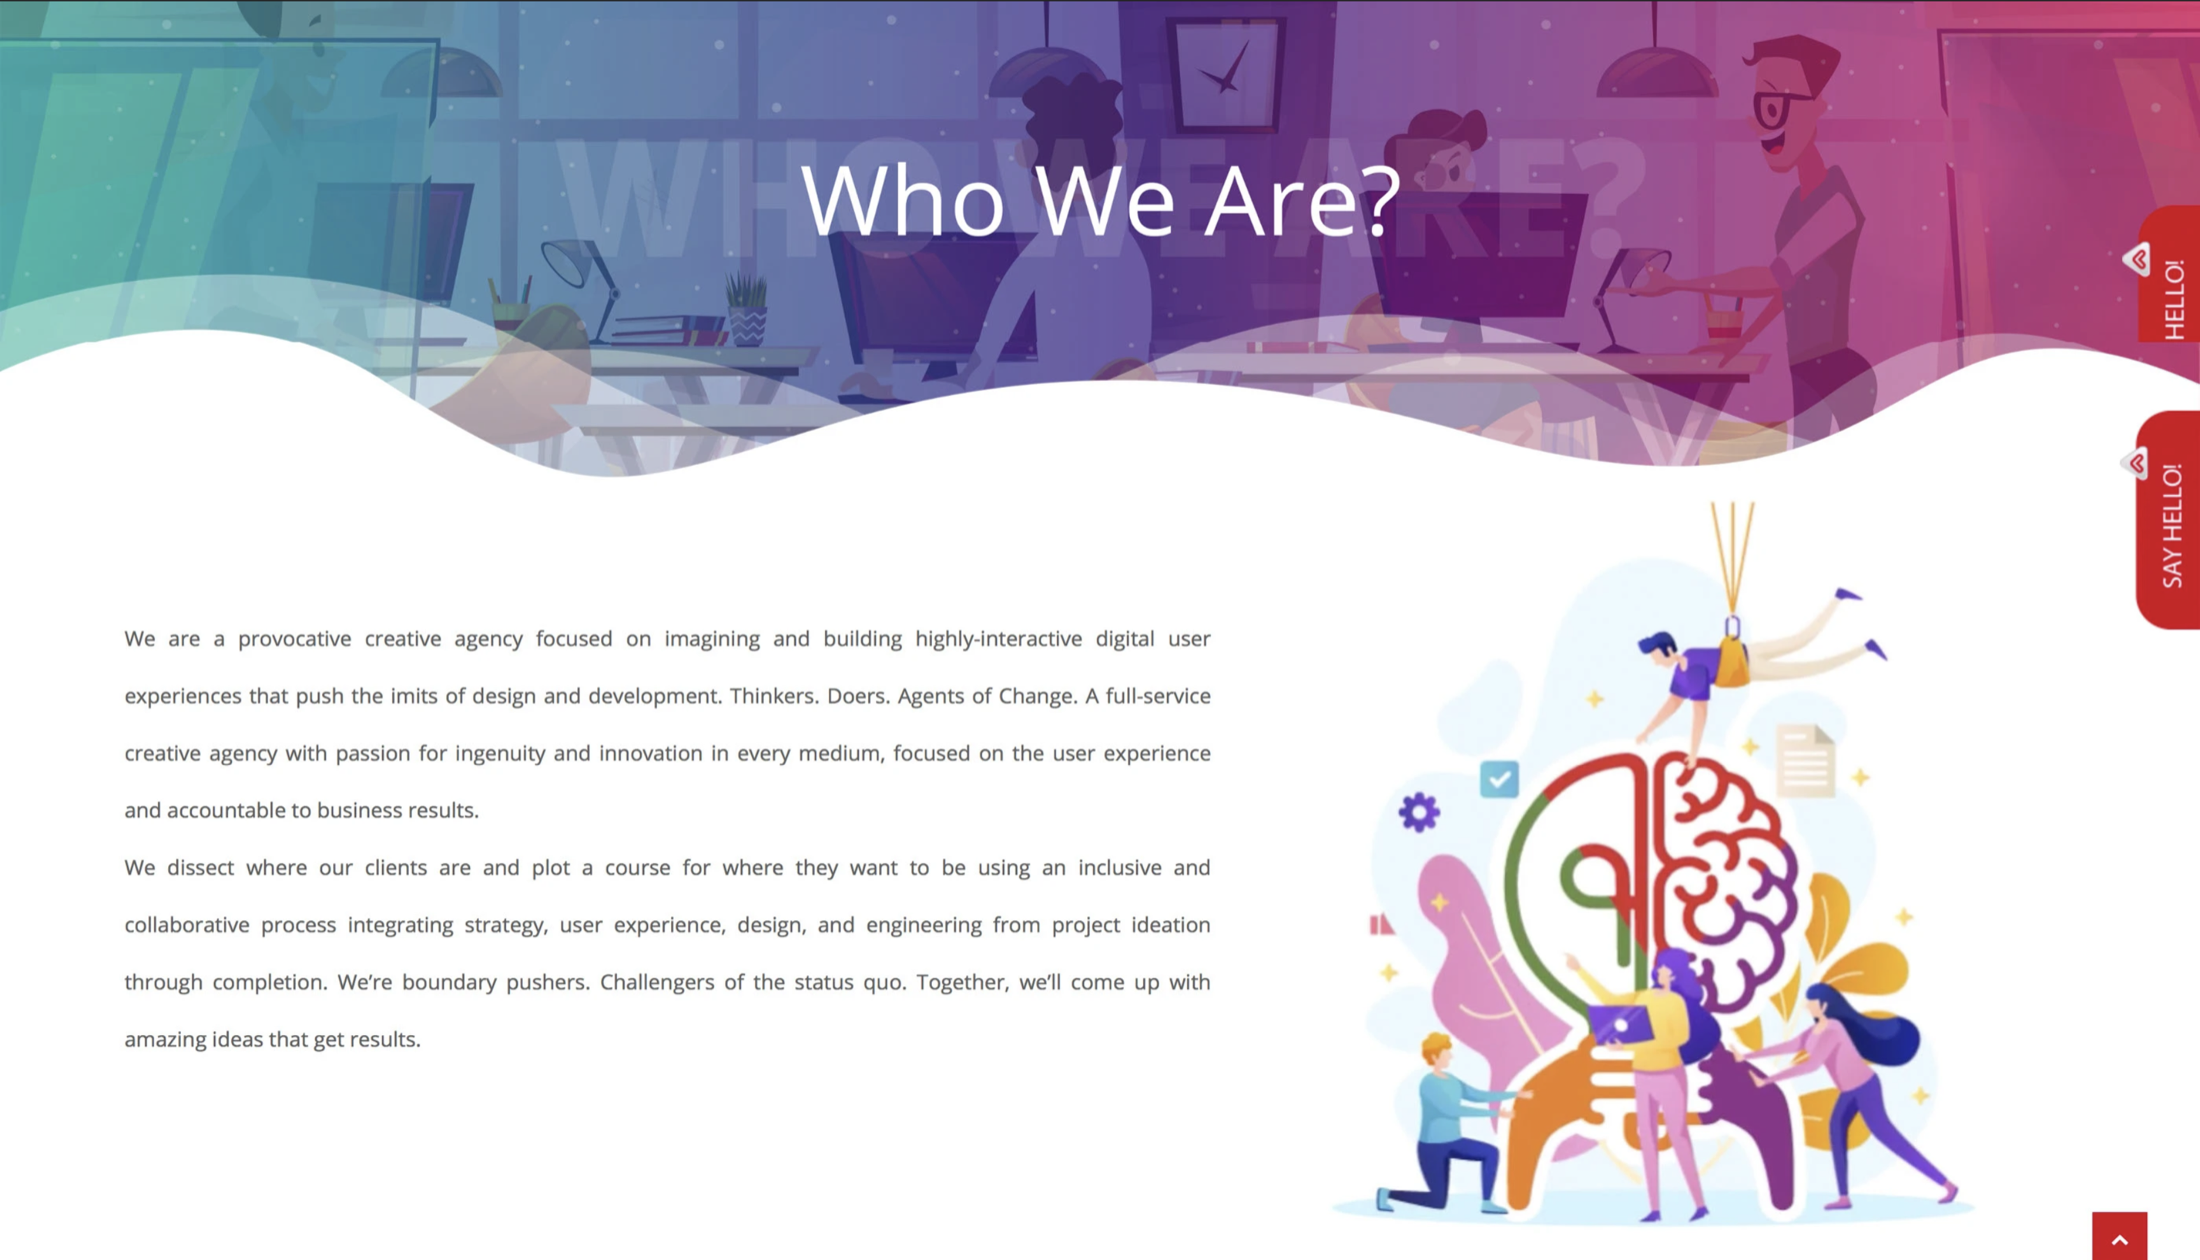 WHO WE ARE?
Who We Are?
HELLO!
SAY HELLO!
We are a provocative creative agency focused on imagining and building highly-interactive digital user
experiences that push the imits of design and development. Thinkers. Doers. Agents of Change. A full-service
creative agency with passion for ingenuity and innovation in every medium, focused on the user experience
and accountable to business results.
We dissect where our clients are and plot a course for where they want to be using an inclusive and
collaborative process integrating strategy, user experience, design, and engineering from project ideation
through completion. We’re boundary pushers. Challengers of the status quo. Together, we’ll come up with
amazing ideas that get results.